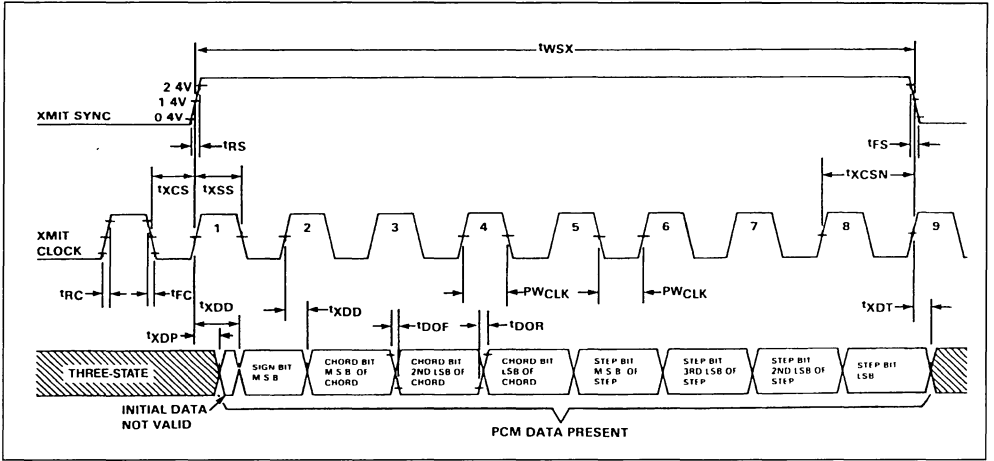 tWSX
2 4V
1 4V
0 4V
XMIT SYNC
tRS
tFS
tXCS
tXSS
tXCSN
XMIT
CLOCK
1
2
3
4
5
6
7
8
9
tRC
tFC
tXDD
tXDD
PWCLK
PWCLK
tXDT
tXDP
tDOF
tDOR
THREE-STATE
SIGN BIT
M S B
CHORD BIT
M S B OF
CHORD
CHORD BIT
2ND LSB OF
CHORD
CHORD BIT
LSB OF
CHORD
STEP BIT
M S B OF
STEP
STEP BIT
3RD LSB OF
STEP
STEP BIT
2ND LSB OF
STEP
STEP BIT
LSB
INITIAL DATA
NOT VALID
PCM DATA PRESENT